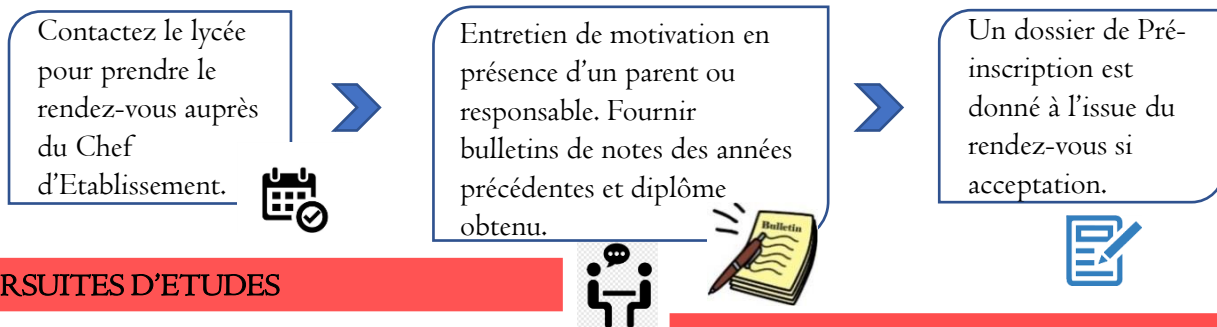 Contactez le lycée
pour prendre le
rendez-vous auprès
du Chef
d’Etablissement.
Entretien de motivation en
présence d’un parent ou
responsable. Fournir
bulletins de notes des années
précédentes et diplôme
obtenu.
Bulletin
Un dossier de Pré-
inscription est
donné à l’issue du
rendez-vous si
acceptation.
RSUITES D’ETUDES